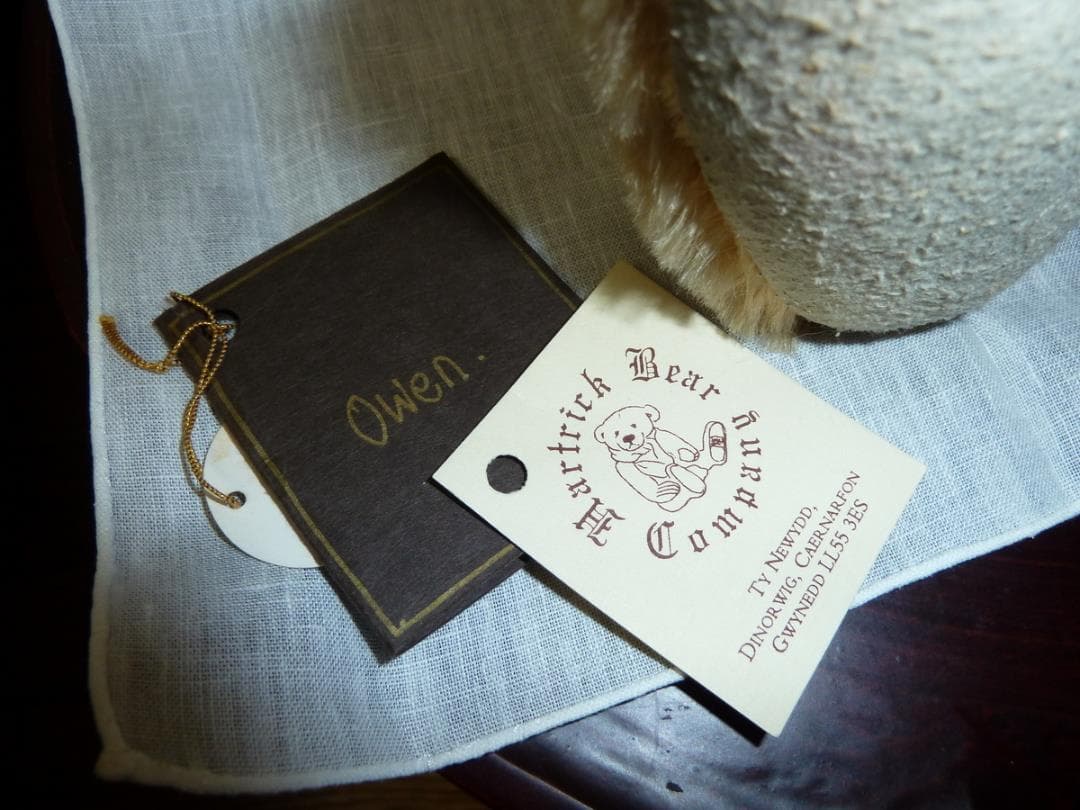 Owen.
Hartrick Bear Company
Ty Newydd,
Dinorwig, Caernarfon
Gwynedd LL55 3ES